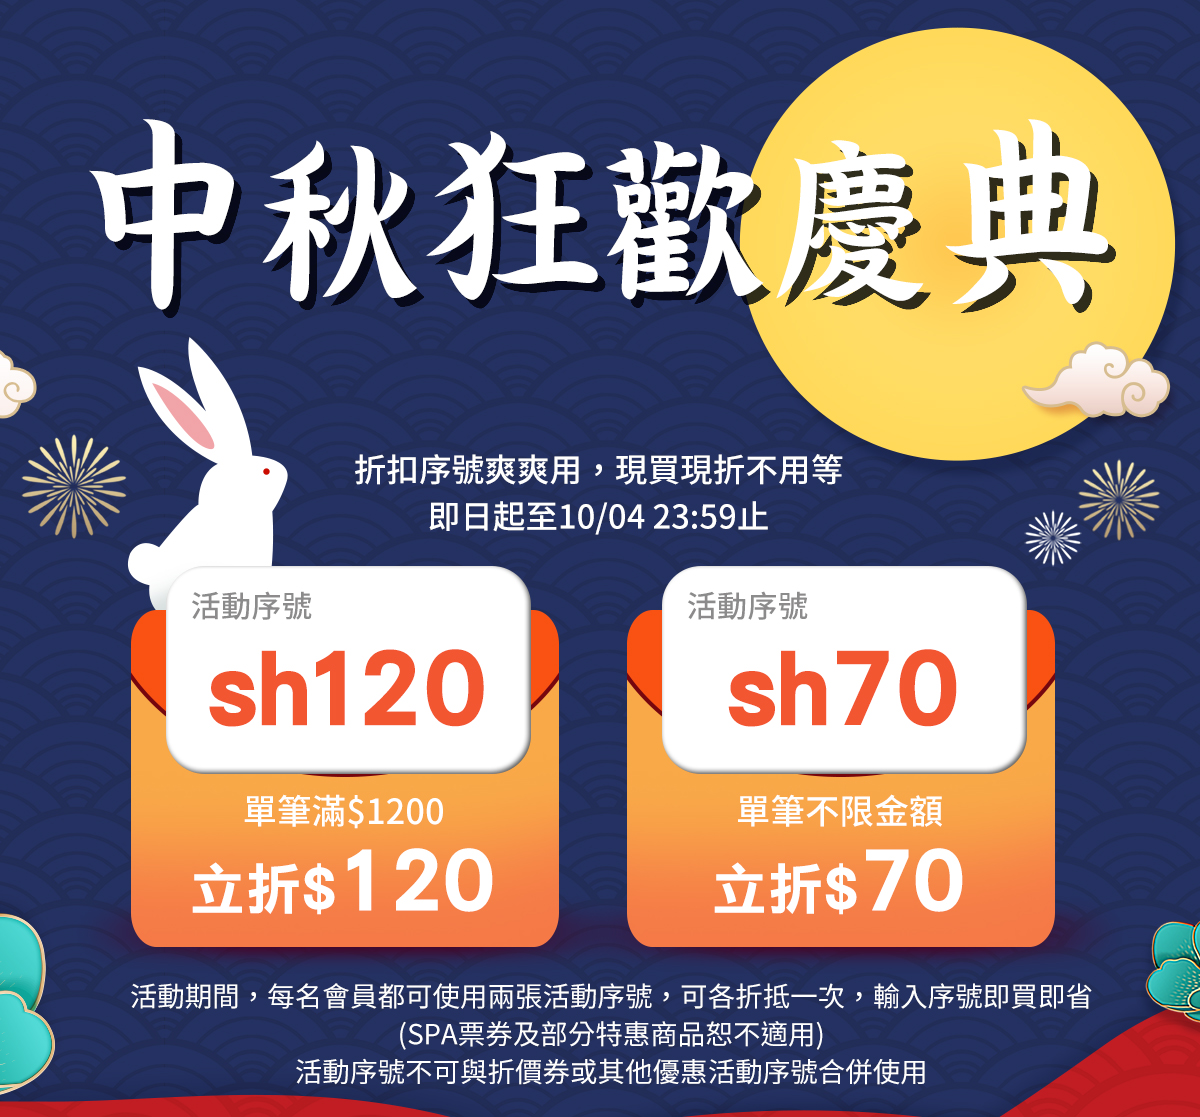 中秋狂歡慶典
折扣序號爽爽用，現買現折不用等
即日起至10/04 23:59止
活動序號
sh120
單筆滿$1200
立折$120
活動序號
sh70
單筆不限金額
立折$70
活動期間，每名會員都可使用兩張活動序號，可各折抵一次，輸入序號即買即省
(SPA票券及部分特惠商品恕不適用)
活動序號不可與折價券或其他優惠活動序號合併使用